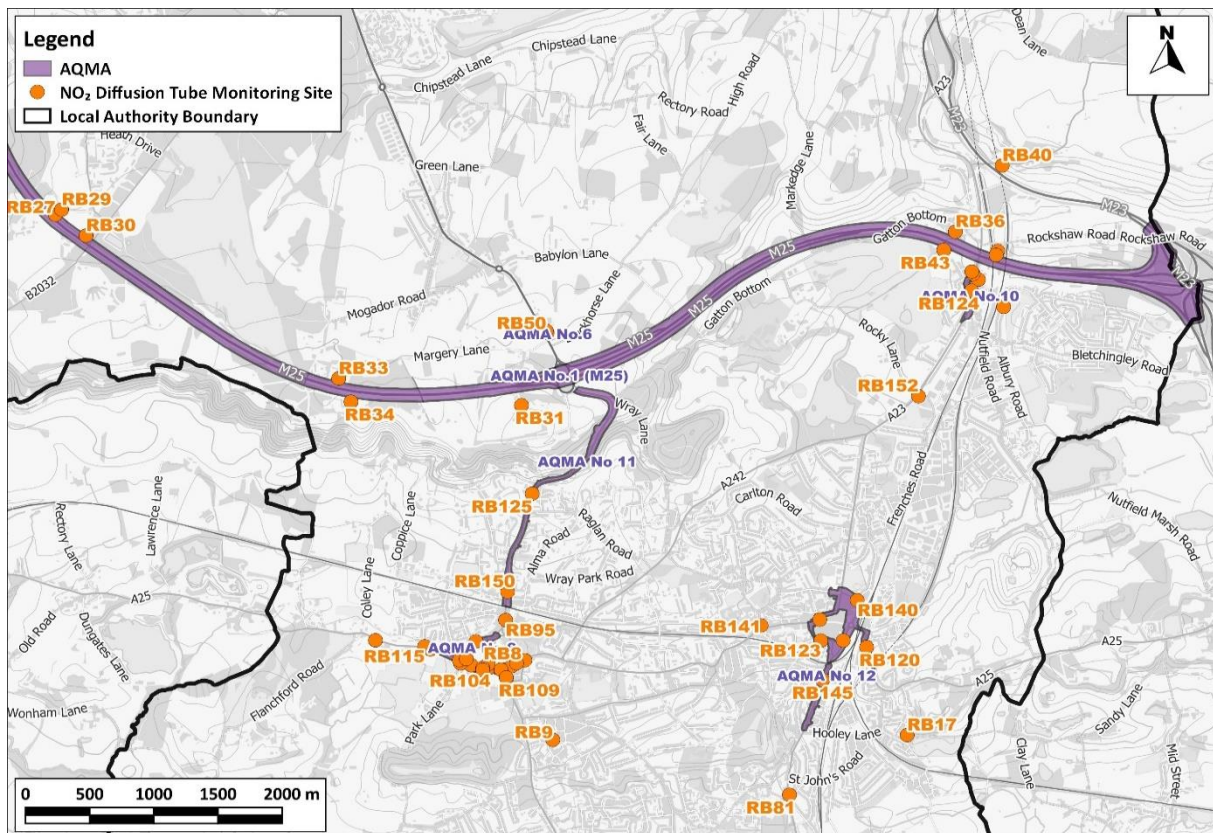 Legend
AQMA
NO₂ Diffusion Tube Monitoring Site
Local Authority Boundary
N
Chipstead Lane
Chipstead Lane
High Road
Rectory Road
Fair Lane
Dean Lane
A23
M23
Heath Drive
Green Lane
Markedge Lane
RB40
RB29
RB27
RB30
M23
RB36
Gatton Bottom
Rockshaw Road
Rockshaw Road
M25
RB43
M25
M23
B2032
Babylon Lane
AQMA No.10
RB124
Mogador Road
M25
Gatton Bottom
RB50
AQMA No.6
M25
Rocky Lane
Nutfield Road
Albury Road
Bletchingley Road
Margery Lane
AQMA No.1 (M25)
M25
RB33
RB34
RB31
Wray Lane
RB152
A23
AQMA No 11
A242
Carlton Road
Frenches Road
RB125
Rectory Lane
Lawrence Lane
Coppice Lane
Raglan Road
Alma Road
Nutfield Marsh Road
Wray Park Road
RB150
A25
Colley Lane
RB140
Old Road
Dungates Lane
RB95
RB141
RB115
RB8
RB123
RB120
A25
RB104
AQMA No 12
A25
RB109
RB145
Flanchford Road
Wonham Lane
Park Lane
Sandy Lane
RB9
Hooley Lane
RB17
Clay Lane
Mid Street
St John's Road
RB81
0 500 1000 1500 2000 m